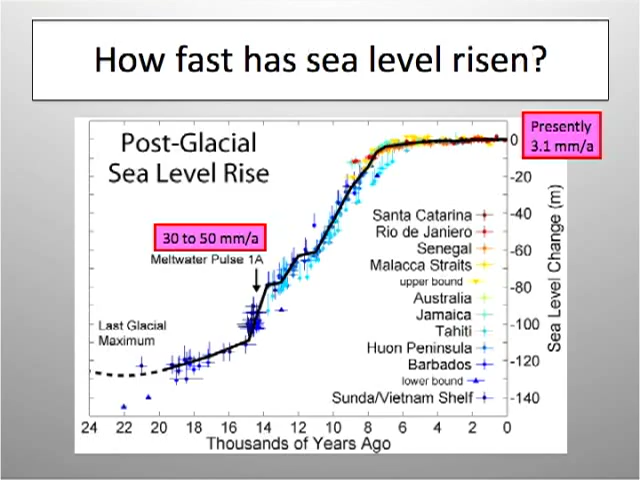 How fast has sea level risen?
Post-Glacial
Sea Level Rise
Presently
3.1 mm/a
30 to 50 mm/a
Meltwater Pulse 1A
Last Glacial
Maximum
Santa Catarina
Rio de Janiero
Senegal
Malacca Straits
upper bound
Australia
Jamaica
Tahiti
Huon Peninsula
Barbados
lower bound
Sunda/Vietnam Shelf
0
-20
-40
-60
-80
-100
-120
-140
Sea Level Change (m)
24 22 20 18 16 14 12 10 8 6 4 2 0
Thousands of Years Ago